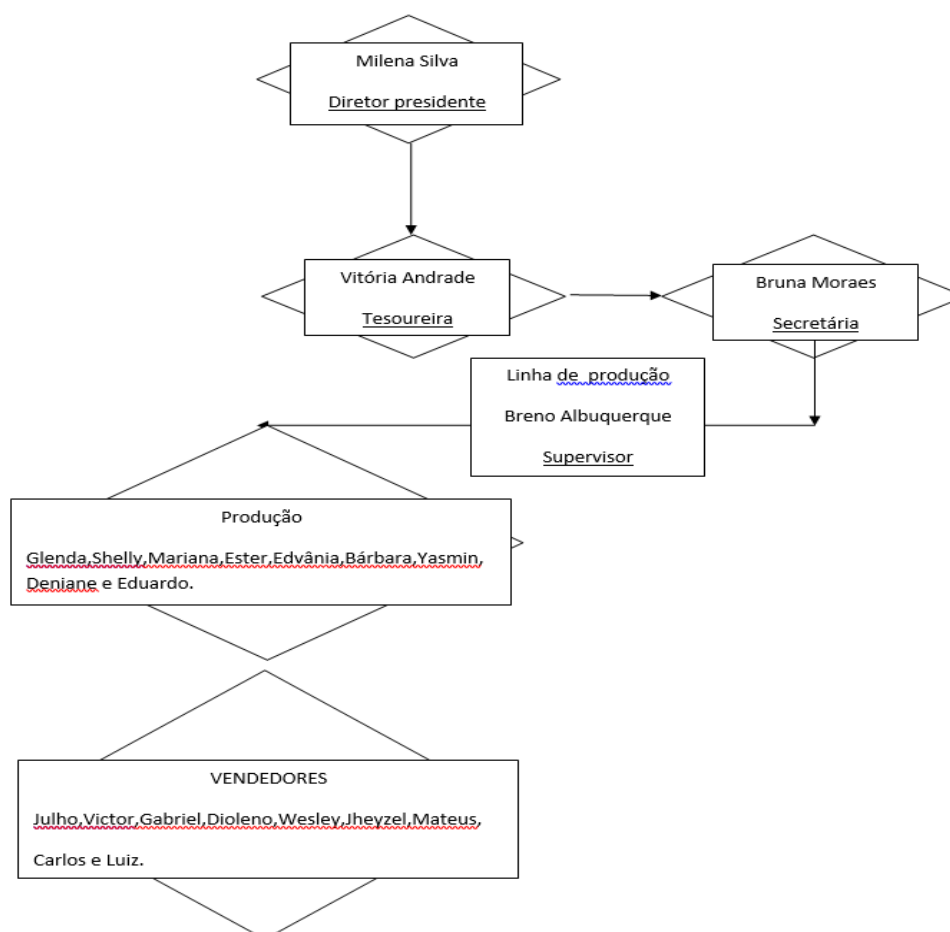 Milena Silva
Diretor presidente
Vitória Andrade
Tesoureira
Bruna Moraes
Secretária
Linha de  produção
Breno Albuquerque
Supervisor
Produção
Glenda,Shelly,Mariana,Ester,Edvânia,Bárbara,Yasmin,
Deniane e Eduardo.
VENDEDORES
Julho,Victor,Gabriel,Dioleno,Wesley,Jheyzel,Mateus,
Carlos e Luiz.